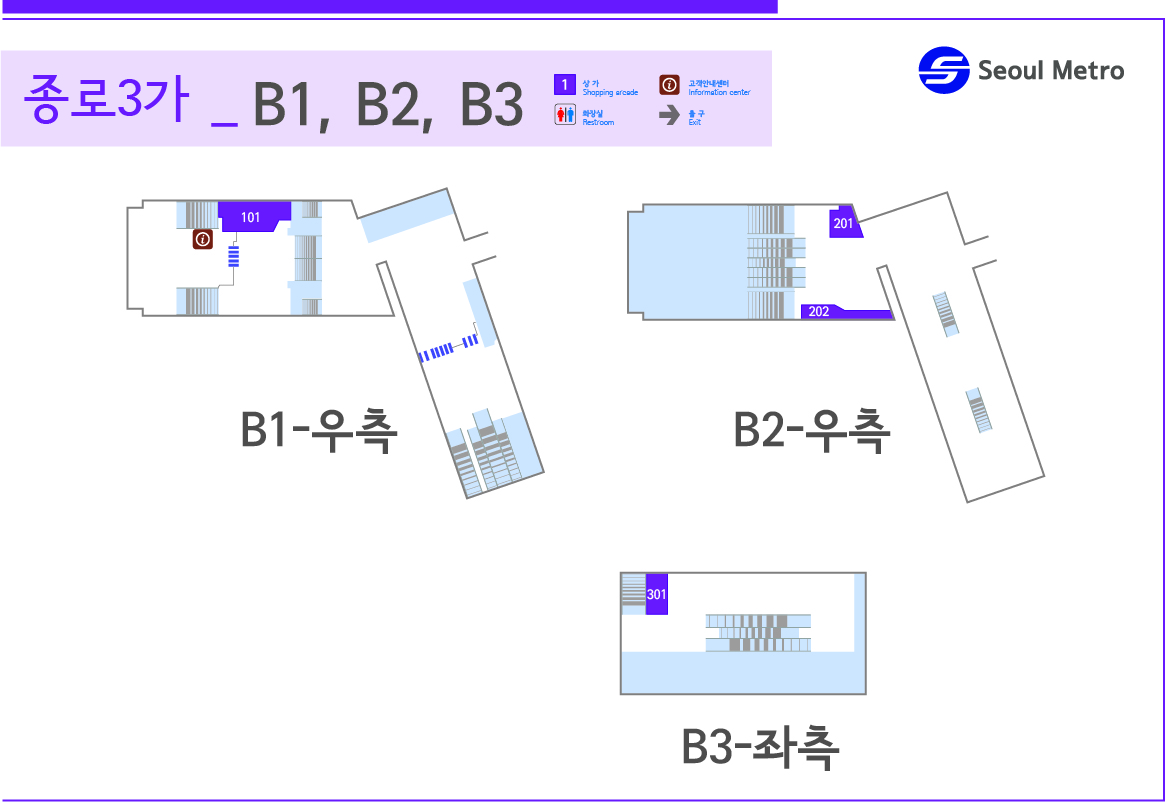 종로3가 _ B1, B2, B3
1 상 가
Shopping arcade
고객안내센터
Information center
화장실
Restroom
출 구
Exit
Seoul Metro
101
B1-우측
201
202
B2-우측
301
B3-좌측